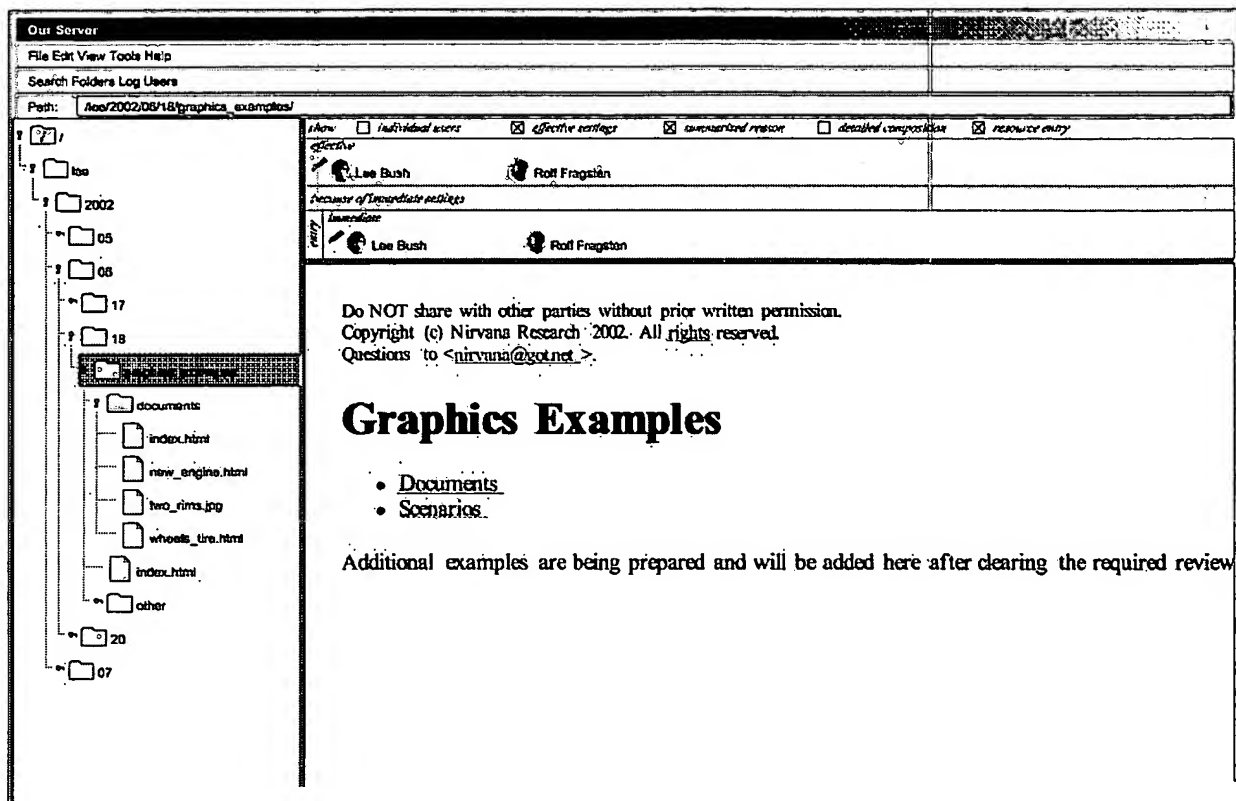 Our Server
File Edit View Tools Help
Search Folders Log Users
Path: /lee/2002/06/18/graphics_examples/
/
lee
2002
05
06
17
18
documents
index.html
new_engine.html
two_rims.jpg
wheels_tire.html
index.html
other
20
07
show individual users effective settings summarized reason detailed composition resource entry
effective
Lee Bush Rolf Fragsten
because of immediate settings
entry
immediate
Lee Bush Rolf Fragsten
Do NOT share with other parties without prior written permission.
Copyright (c) Nirvana Research 2002. All rights reserved.
Questions to <nirvana@got.net >.
Graphics Examples
• Documents
• Scenarios
Additional examples are being prepared and will be added here after clearing the required review